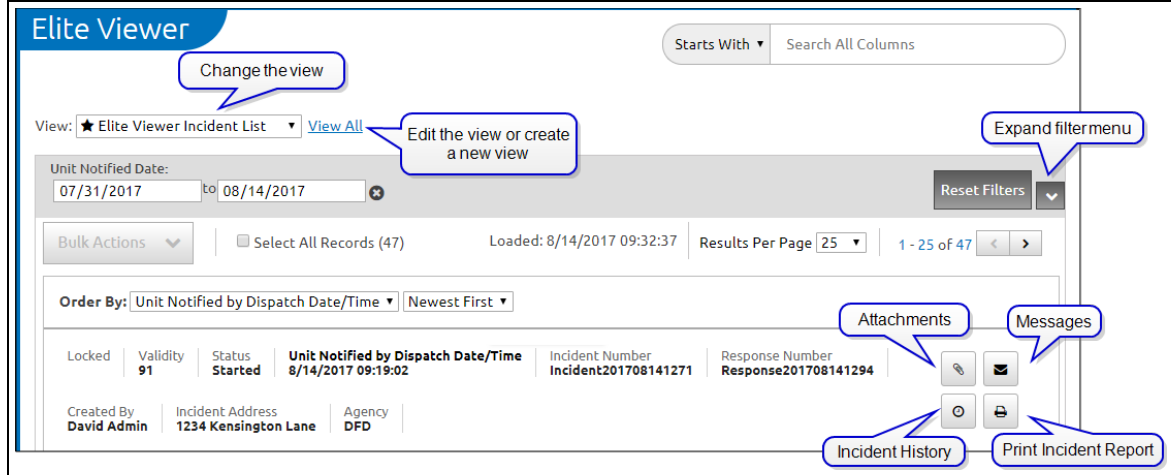 Elite Viewer
Starts With Search All Columns
Change the view
View: ★ Elite Viewer Incident List View All
Edit the view or create
a new view
Expand filter menu
Unit Notified Date:
07/31/2017 to 08/14/2017
Reset Filters
Bulk Actions Select All Records (47) Loaded: 8/14/2017 09:32:37 Results Per Page 25 1 - 25 of 47
Order By: Unit Notified by Dispatch Date/Time Newest First
Attachments
Messages
Locked Validity Status Unit Notified by Dispatch Date/Time Incident Number Response Number
91 Started 8/14/2017 09:19:02 Incident201708141271 Response201708141294
Created By Incident Address Agency
David Admin 1234 Kensington Lane DFD
Incident History
Print Incident Report